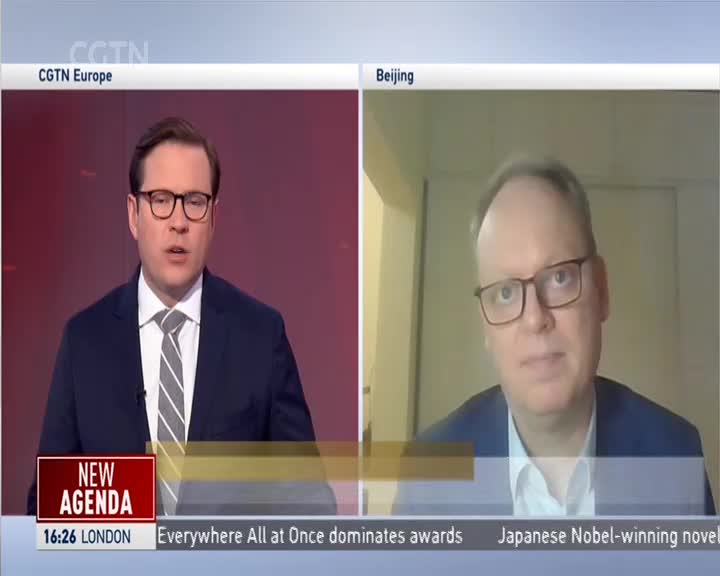 CGTN
CGTN Europe
Beijing
NEW
AGENDA
16:26 LONDON
Everywhere All at Once dominates awards
Japanese Nobel-winning novel